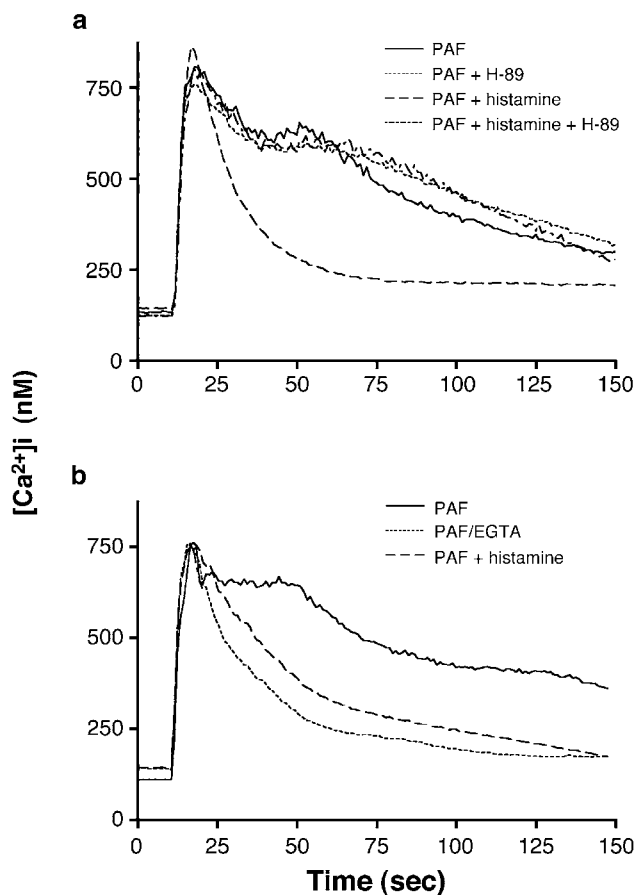 a
PAF
PAF + H-89
PAF + histamine
PAF + histamine + H-89
750
500
250
0
0 25 50 75 100 125 150
[Ca²⁺]i (nM)
b
PAF
PAF/EGTA
PAF + histamine
750
500
250
0
0 25 50 75 100 125 150
Time (sec)